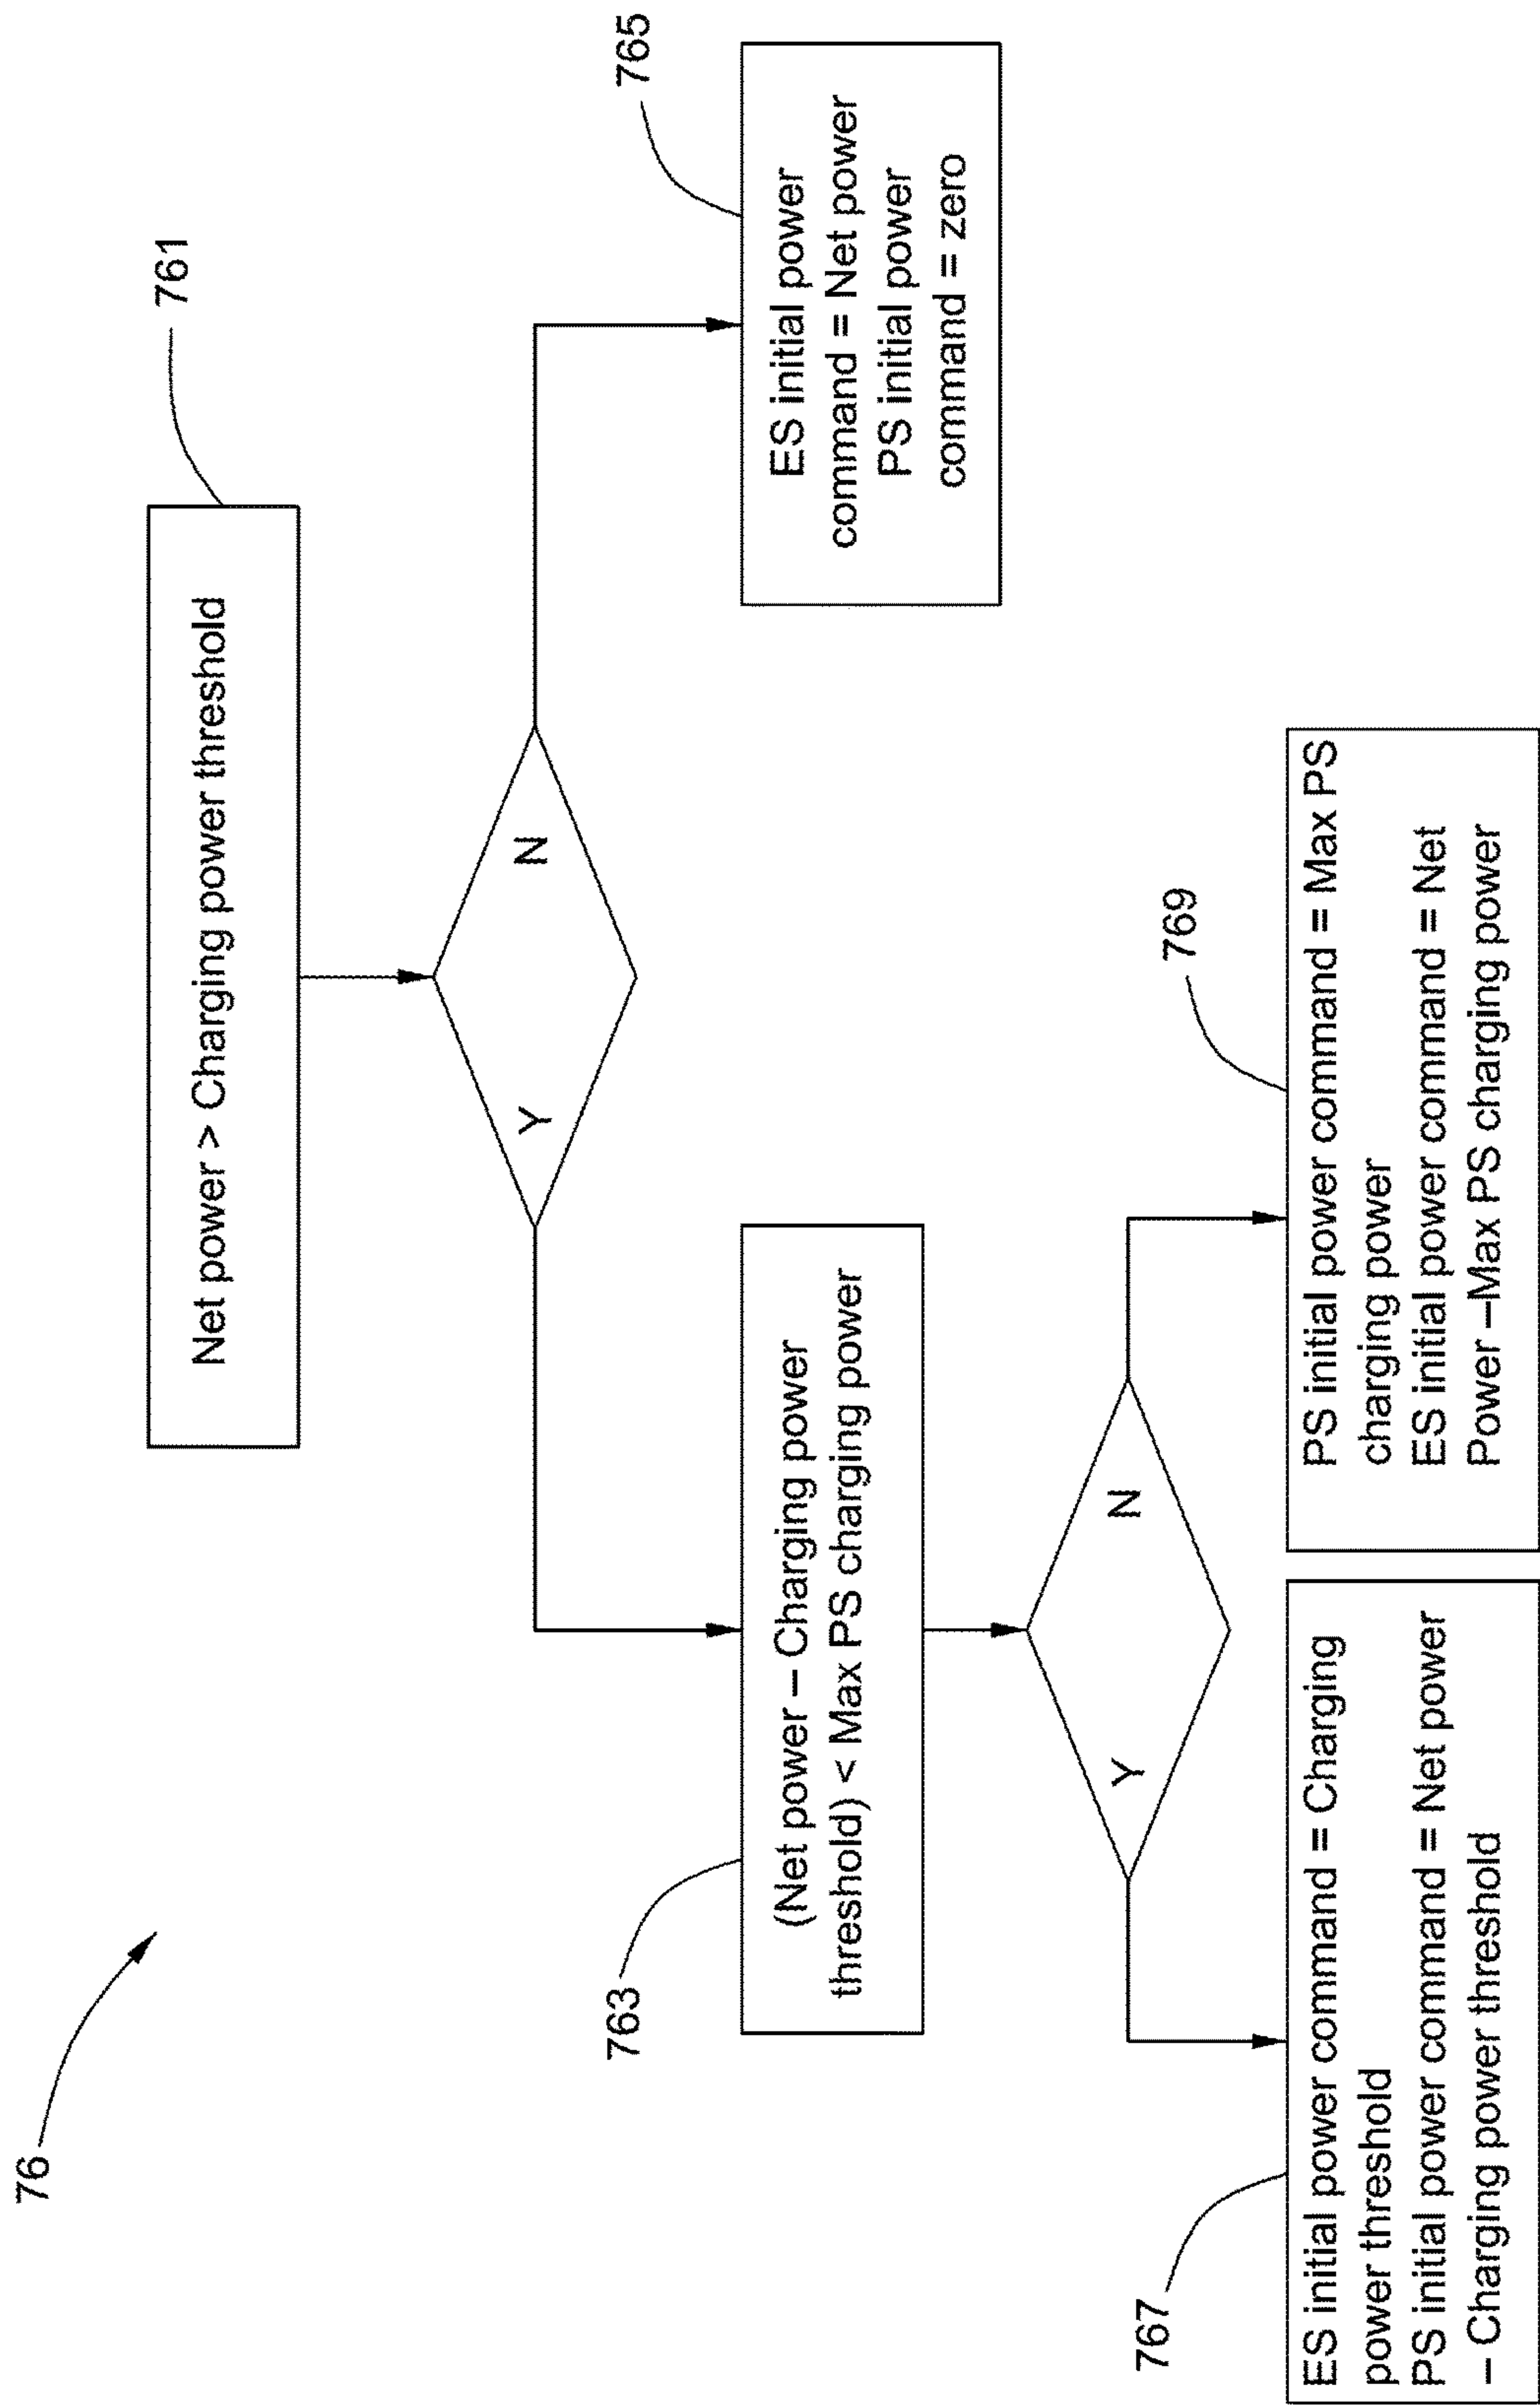 76
761
Net power > Charging power threshold
Y
N
763
(Net power – Charging power
threshold) < Max PS charging power
765
ES initial power
command = Net power
PS initial power
command = zero
Y
N
767
ES initial power command = Charging
power threshold
PS initial power command = Net power
– Charging power threshold
769
PS initial power command = Max PS
charging power
ES initial power command = Net
Power –Max PS charging power